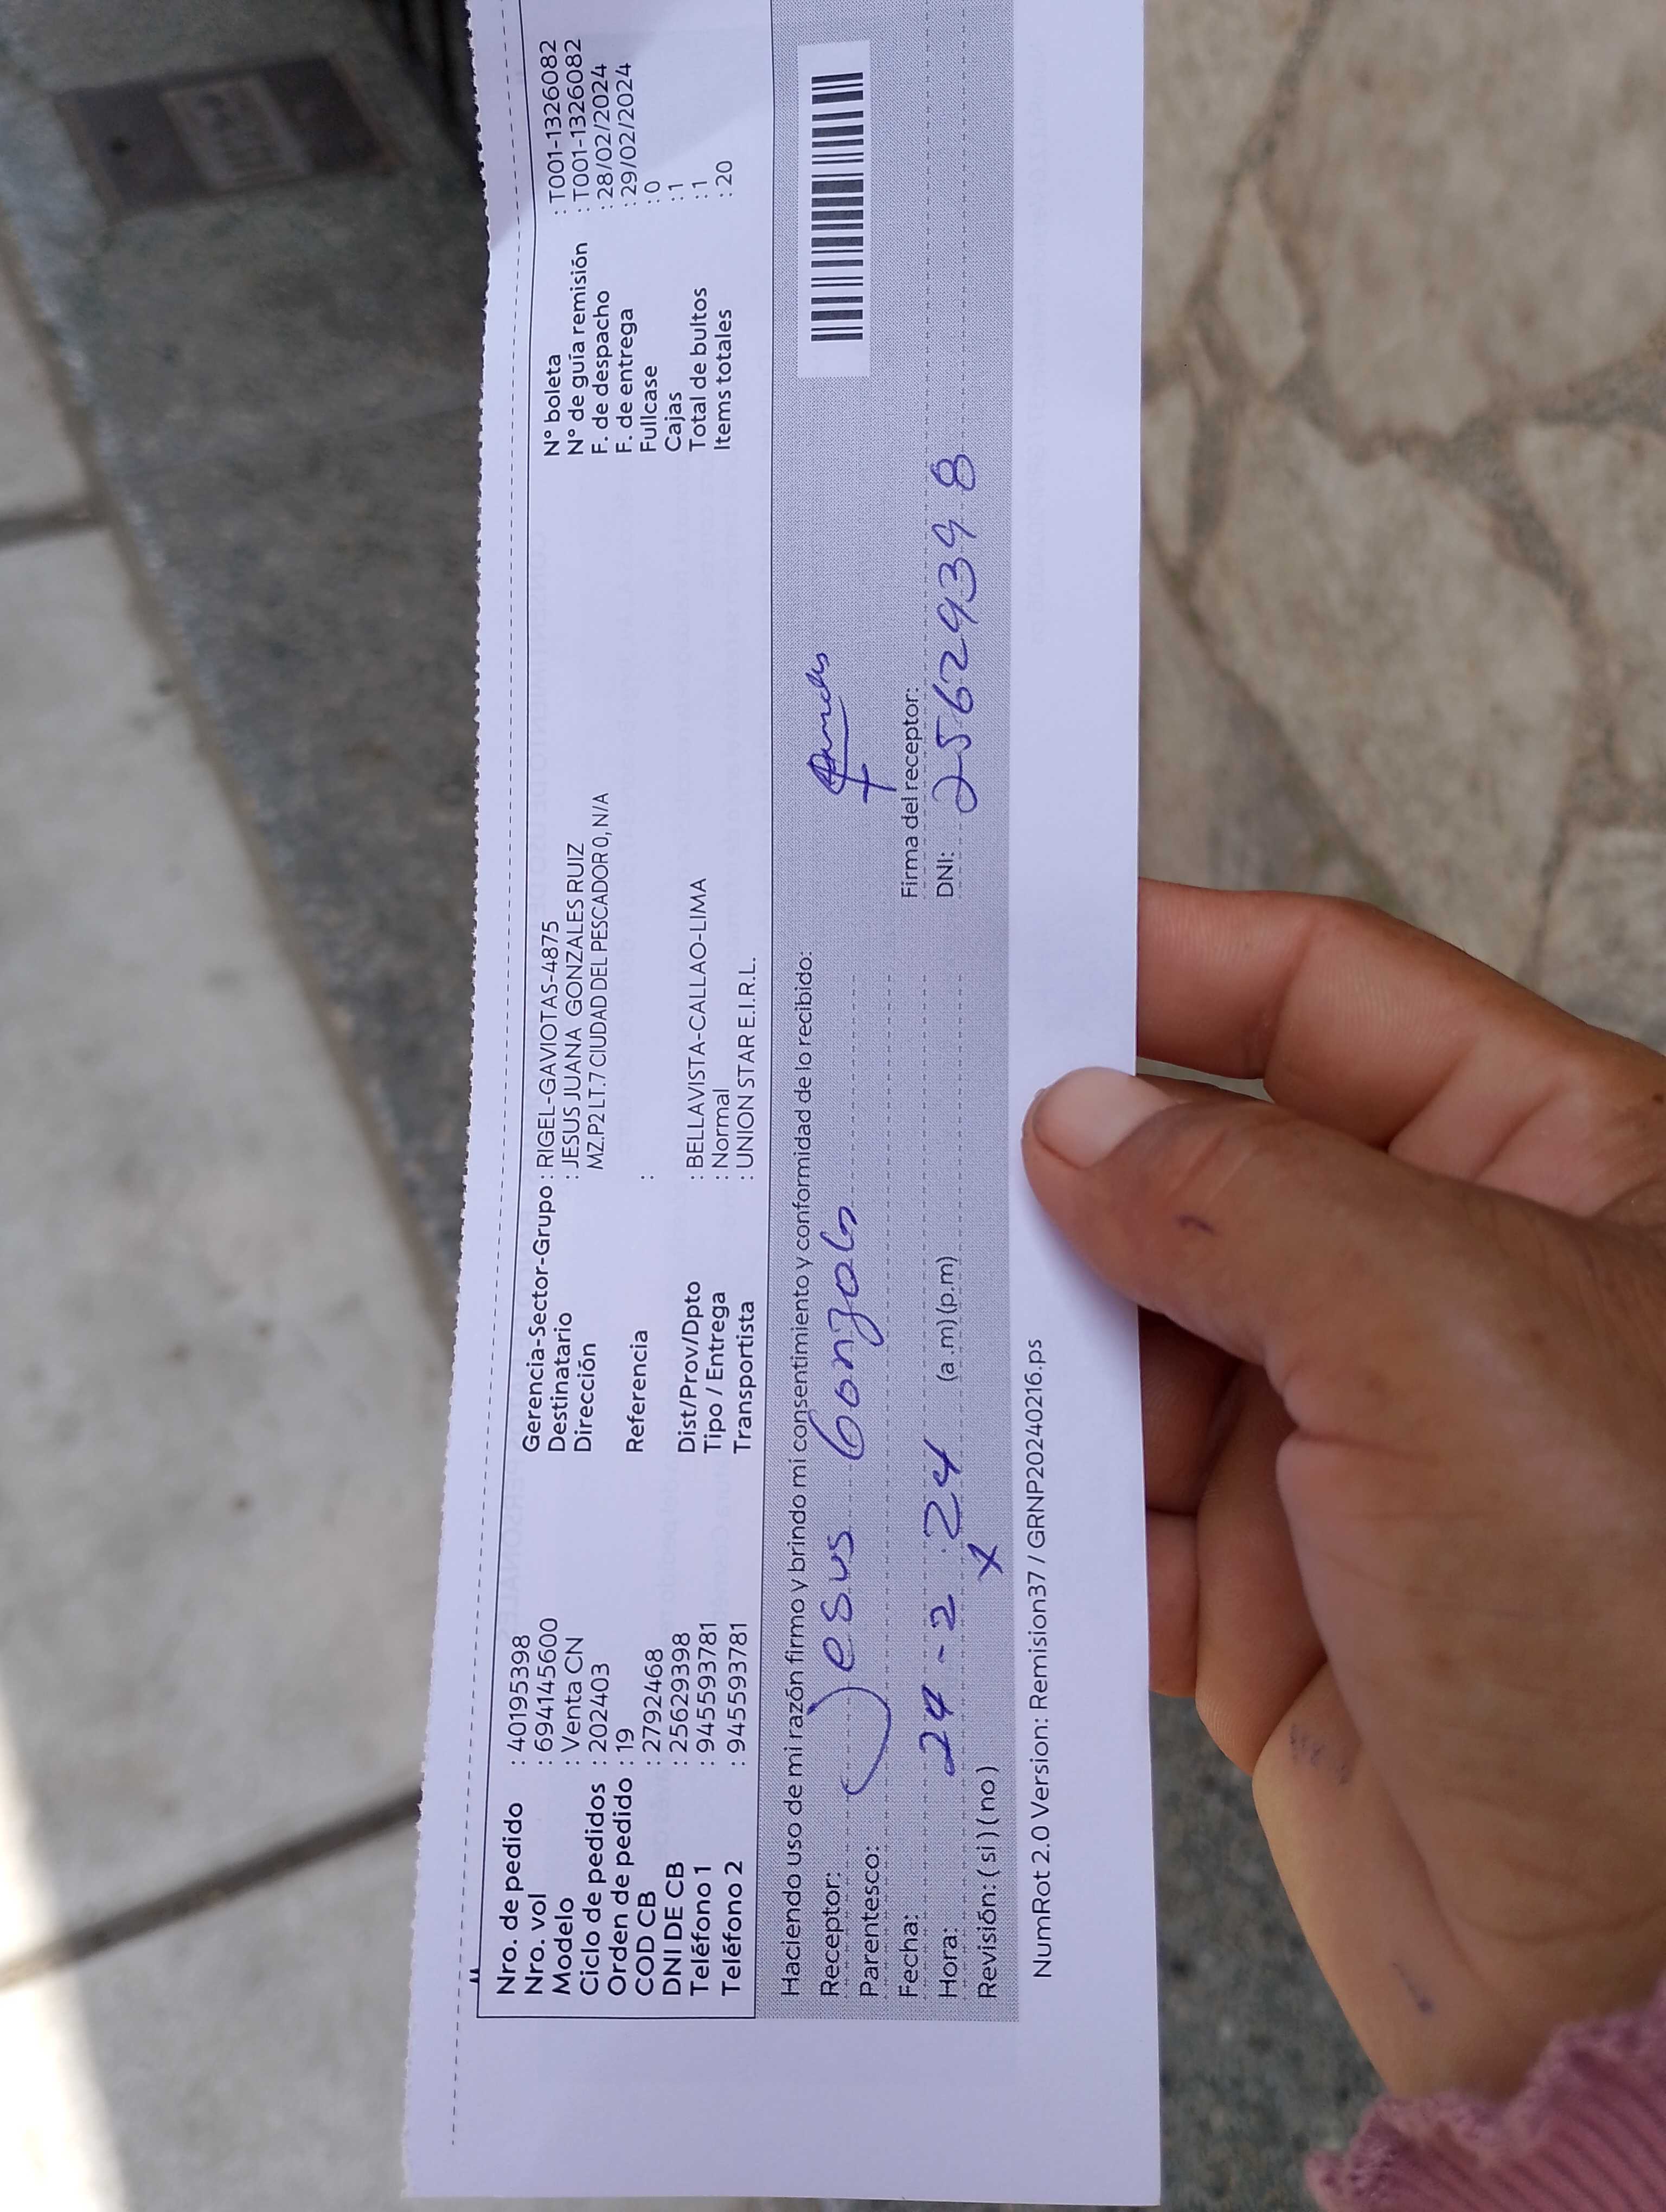 Nro. de pedido : 40195398
Nro. vol : 694145600
Modelo : Venta CN
Ciclo de pedidos : 202403
Orden de pedido : 19
COD CB : 2792468
DNI DE CB : 25629398
Teléfono 1 : 945593781
Teléfono 2 : 945593781
Gerencia-Sector-Grupo : RIGEL-GAVIOTAS-4875
Destinatario : JESUS JUANA GONZALES RUIZ
Dirección MZ.P2 LT.7 CIUDAD DEL PESCADOR 0, N/A
Referencia :
Dist/Prov/Dpto : BELLAVISTA-CALLAO-LIMA
Tipo / Entrega : Normal
Transportista : UNION STAR E.I.R.L.
N° boleta : T001-1326082
N° de guía remisión : T001-1326082
F. de despacho : 28/02/2024
F. de entrega : 29/02/2024
Fullcase : 0
Cajas : 1
Total de bultos : 1
Items totales : 20
Haciendo uso de mi razón firmo y brindo mi consentimiento y conformidad de lo recibido:
Receptor: Jesus Gonzals
Parentesco:
Fecha: 24 - 2 24
Hora: (a.m) (p.m)
Revisión: ( si ) ( no ) x
Firma del receptor:
DNI: 25629398
NumRot 2.0 Version: Remision37 / GRNP20240216.ps